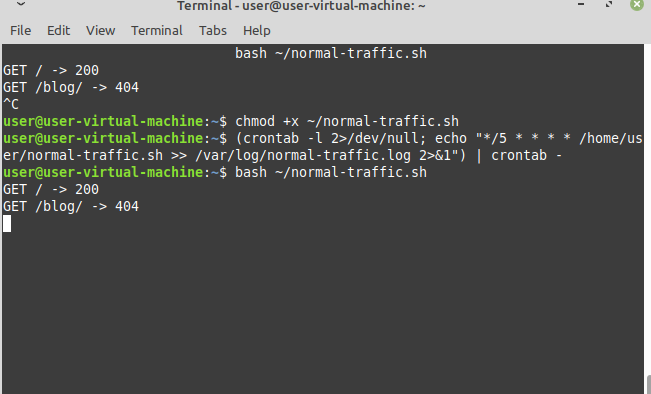 Terminal - user@user-virtual-machine: ~
File Edit View Terminal Tabs Help
bash ~/normal-traffic.sh
GET / -> 200
GET /blog/ -> 404
^C
user@user-virtual-machine:~$ chmod +x ~/normal-traffic.sh
user@user-virtual-machine:~$ (crontab -l 2>/dev/null; echo "*/5 * * * * /home/us
er/normal-traffic.sh >> /var/log/normal-traffic.log 2>&1") | crontab -
user@user-virtual-machine:~$ bash ~/normal-traffic.sh
GET / -> 200
GET /blog/ -> 404